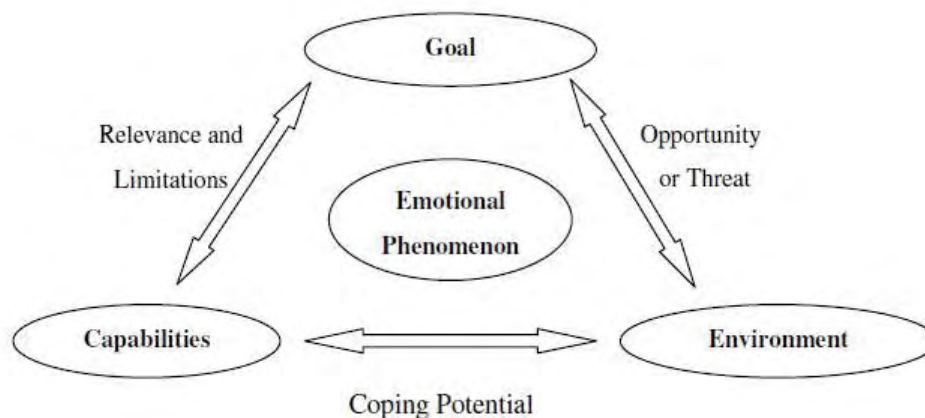 Goal
Relevance and
Limitations
Opportunity
or Threat
Emotional
Phenomenon
Capabilities
Environment
Coping Potential